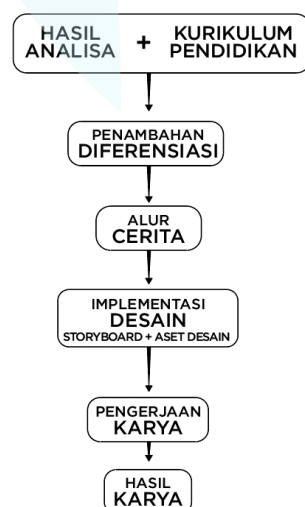 HASIL ANALISA + KURIKULUM PENDIDIKAN
PENAMBAHAN
DIFERENSIASI
ALUR
CERITA
IMPLEMENTASI
DESAIN
STORYBOARD + ASET DESAIN
PENGERJAAN
KARYA
HASIL
KARYA